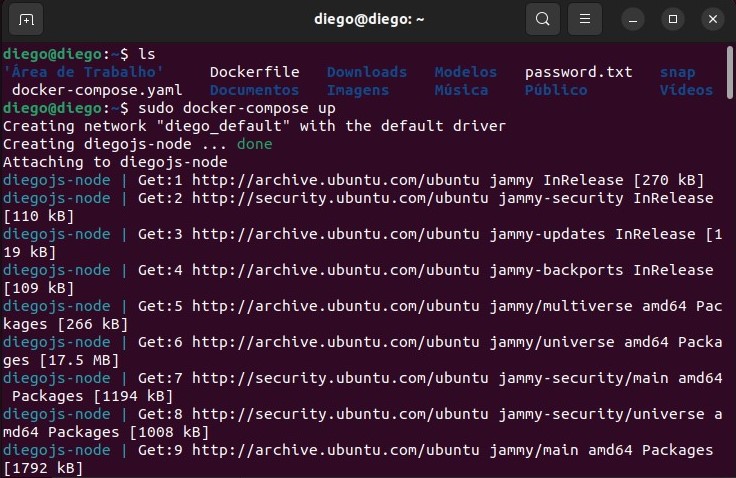 diego@diego: ~
diego@diego:~$ ls
'Área de Trabalho' Dockerfile Downloads Modelos password.txt snap
docker-compose.yaml Documentos Imagens Música Público Vídeos
diego@diego:~$ sudo docker-compose up
Creating network "diego_default" with the default driver
Creating diegojs-node ... done
Attaching to diegojs-node
diegojs-node | Get:1 http://archive.ubuntu.com/ubuntu jammy InRelease [270 kB]
diegojs-node | Get:2 http://security.ubuntu.com/ubuntu jammy-security InRelease
[110 kB]
diegojs-node | Get:3 http://archive.ubuntu.com/ubuntu jammy-updates InRelease [1
19 kB]
diegojs-node | Get:4 http://archive.ubuntu.com/ubuntu jammy-backports InRelease
[109 kB]
diegojs-node | Get:5 http://archive.ubuntu.com/ubuntu jammy/multiverse amd64 Pac
kages [266 kB]
diegojs-node | Get:6 http://archive.ubuntu.com/ubuntu jammy/universe amd64 Packa
ges [17.5 MB]
diegojs-node | Get:7 http://security.ubuntu.com/ubuntu jammy-security/main amd64
Packages [1194 kB]
diegojs-node | Get:8 http://security.ubuntu.com/ubuntu jammy-security/universe a
md64 Packages [1008 kB]
diegojs-node | Get:9 http://archive.ubuntu.com/ubuntu jammy/main amd64 Packages
[1792 kB]